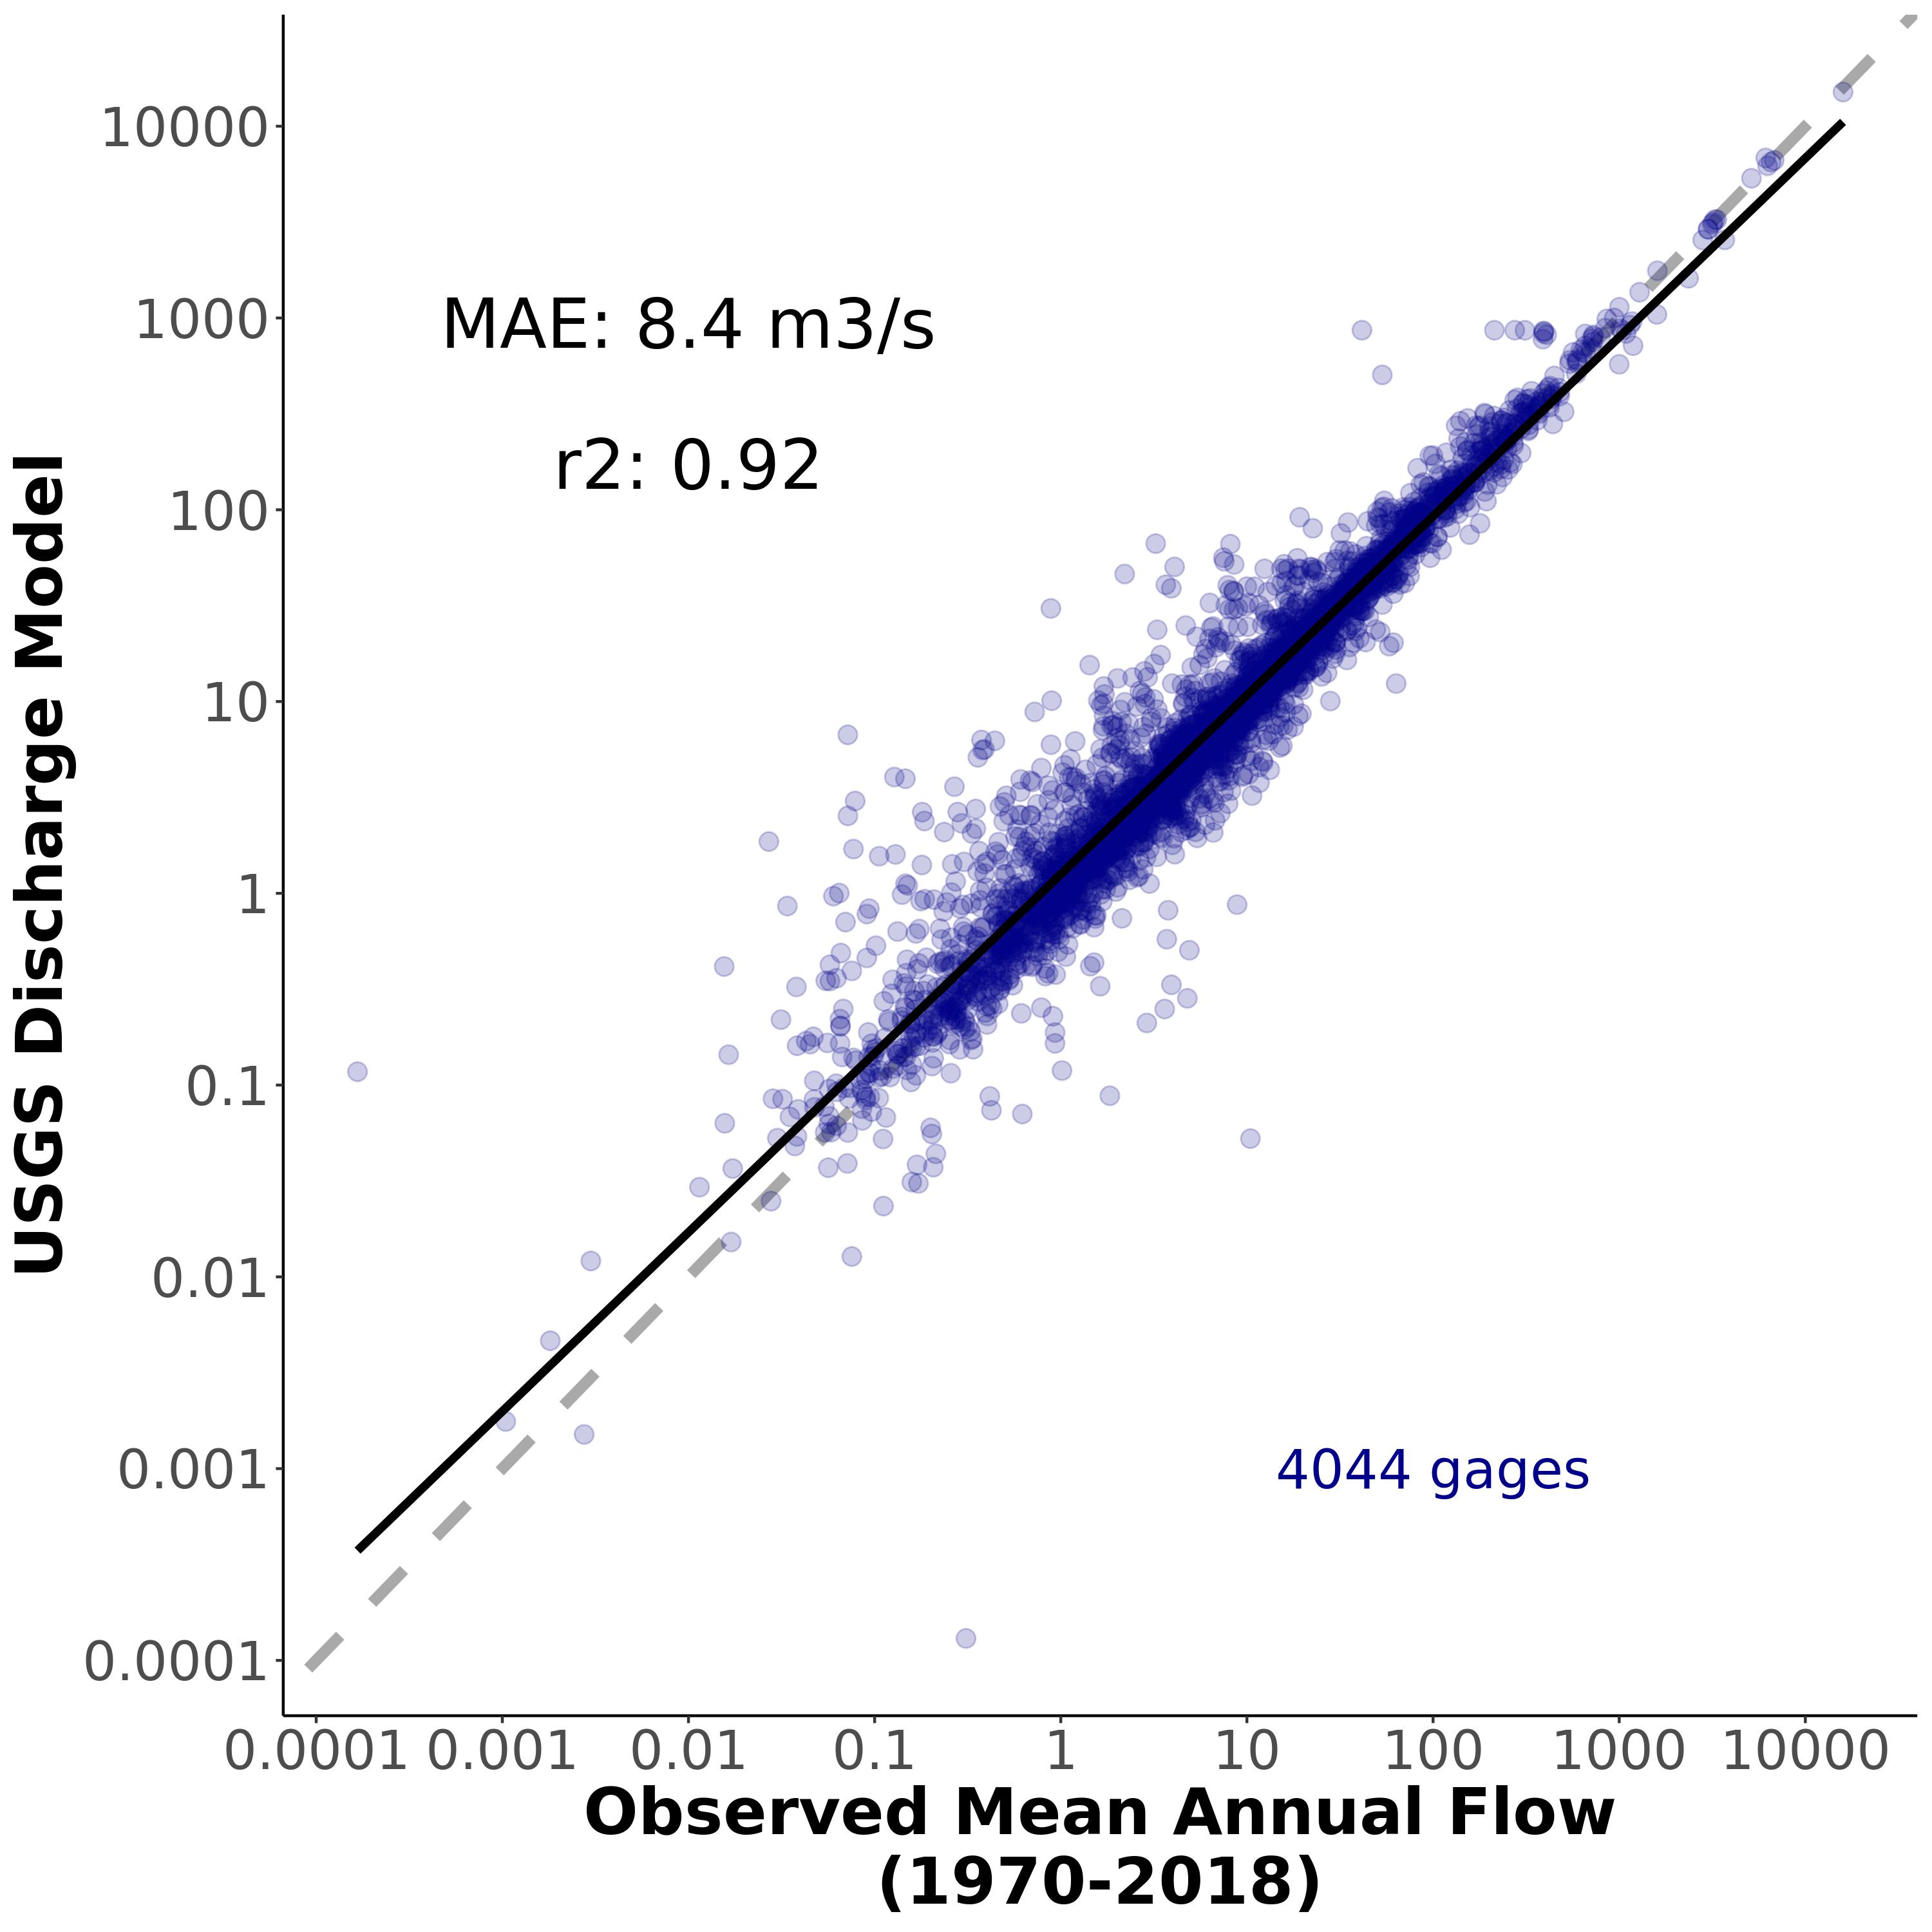 USGS Discharge Model
10000
1000
100
10
1
0.1
0.01
0.001
0.0001
MAE: 8.4 m3/s
r2: 0.92
4044 gages
0.0001 0.001 0.01 0.1 1 10 100 1000 10000
Observed Mean Annual Flow
(1970-2018)